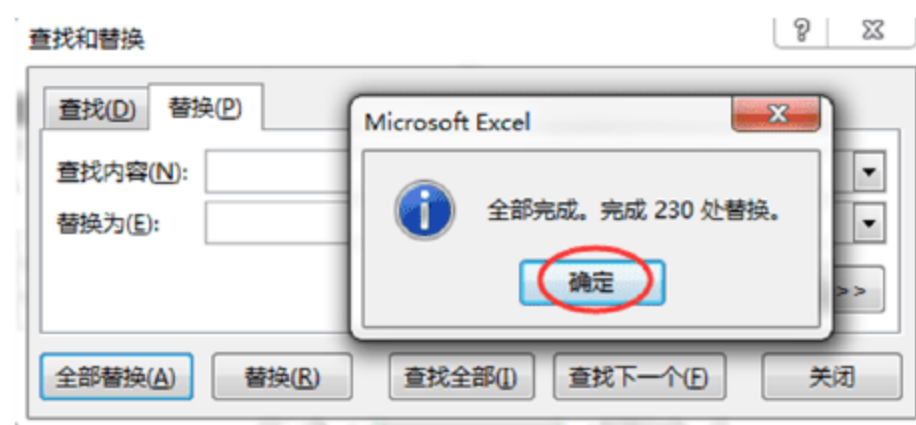 查找和替换
查找(D) 替换(P)
Microsoft Excel
查找内容(N):
全部完成。完成 230 处替换。
替换为(E):
确定
>>
全部替换(A) 替换(R) 查找全部(I) 查找下一个(F) 关闭